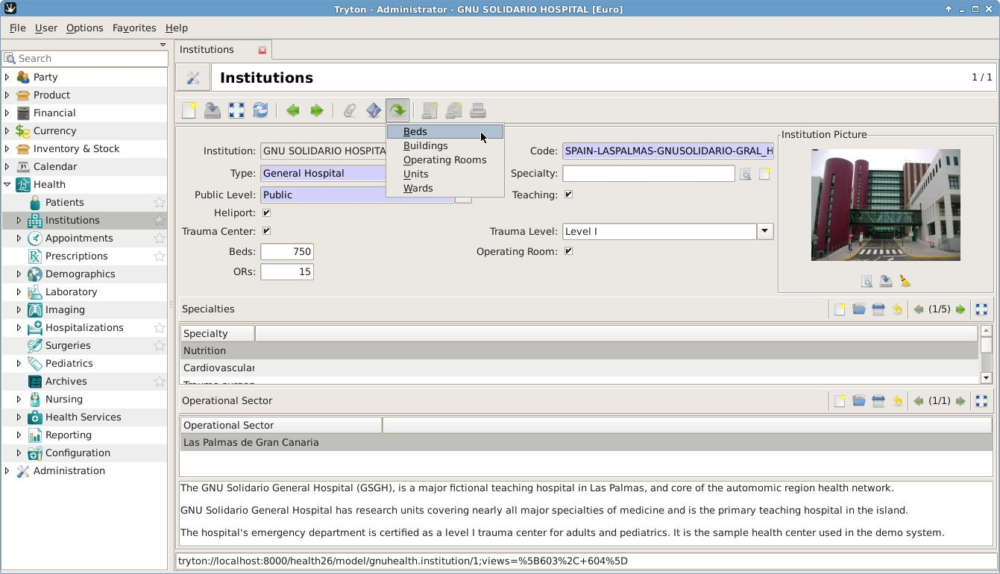 Tryton - Administrator - GNU SOLIDARIO HOSPITAL [Euro]
File User Options Favorites Help
Search
Party
Product
Financial
Currency
Inventory & Stock
Calendar
Health
Patients
Institutions
Appointments
Prescriptions
Demographics
Laboratory
Imaging
Hospitalizations
Surgeries
Pediatrics
Archives
Nursing
Health Services
Reporting
Configuration
Administration
Institutions
Institutions 1 / 1
Beds
Buildings
Operating Rooms
Units
Wards
Institution: GNU SOLIDARIO HOSPITA
Code: SPAIN-LASPALMAS-GNUSOLIDARIO-GRAL_H
Type: General Hospital
Specialty:
Public Level: Public
Teaching:
Heliport:
Trauma Center:
Trauma Level: Level I
Beds: 750
Operating Room:
ORs: 15
Institution Picture
Specialties (1/5)
Specialty
Nutrition
Cardiovascular
Operational Sector (1/1)
Operational Sector
Las Palmas de Gran Canaria
The GNU Solidario General Hospital (GSGH), is a major fictional teaching hospital in Las Palmas, and core of the automomic region health network.
GNU Solidario General Hospital has research units covering nearly all major specialties of medicine and is the primary teaching hospital in the island.
The hospital's emergency department is certified as a level I trauma center for adults and pediatrics. It is the sample health center used in the demo system.
tryton://localhost:8000/health26/model/gnuhealth.institution/1;views=%5B603%2C+604%5D